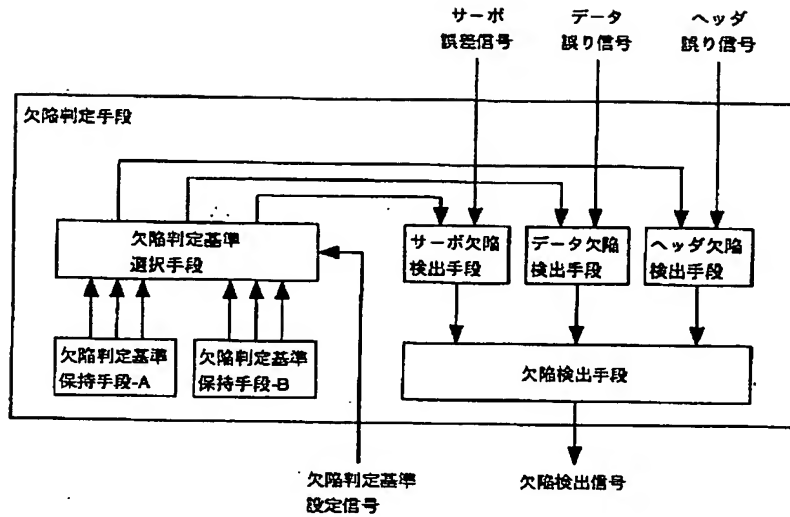 サーボ
誤差信号
データ
誤り信号
ヘッダ
誤り信号
欠陥判定手段
欠陥判定基準
選択手段
サーボ欠陥
検出手段
データ欠陥
検出手段
ヘッダ欠陥
検出手段
欠陥判定基準
保持手段-A
欠陥判定基準
保持手段-B
欠陥検出手段
欠陥判定基準
設定信号
欠陥検出信号